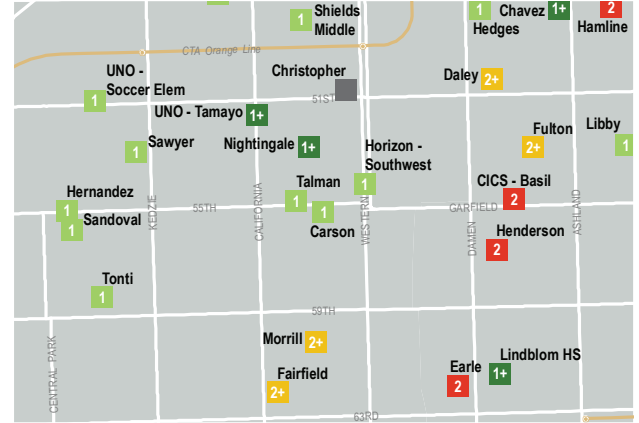 Shields
Middle
1
1
Hedges
Chavez
1+
2
Hamline
CTA Orange Line
UNO -
Soccer Elem
1
Christopher
51ST
Daley
2+
UNO - Tamayo
1+
Sawyer
1
Nightingale
1+
Horizon -
Southwest
1
Fulton
2+
Libby
1
Hernandez
1
Sandoval
1
55TH
Talman
1
Carson
1
CICS - Basil
2
GARFIELD
Henderson
2
KEDZIE
CALIFORNIA
WESTERN
DAMEN
ASHLAND
Tonti
1
59TH
Morrill
2+
Fairfield
2+
Earle
2
Lindblom HS
1+
CENTRAL PARK
63RD